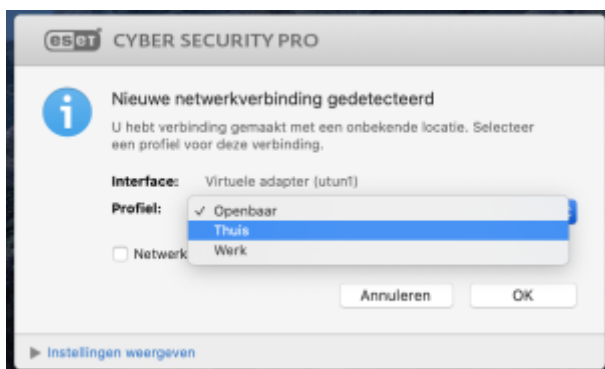 eset CYBER SECURITY PRO
Nieuwe netwerkverbinding gedetecteerd
U hebt verbinding gemaakt met een onbekende locatie. Selecteer
een profiel voor deze verbinding.
Interface: Virtuele adapter (utun1)
Profiel: ✓ Openbaar
Thuis
Werk
Netwerk
Annuleren OK
Instellingen weergeven